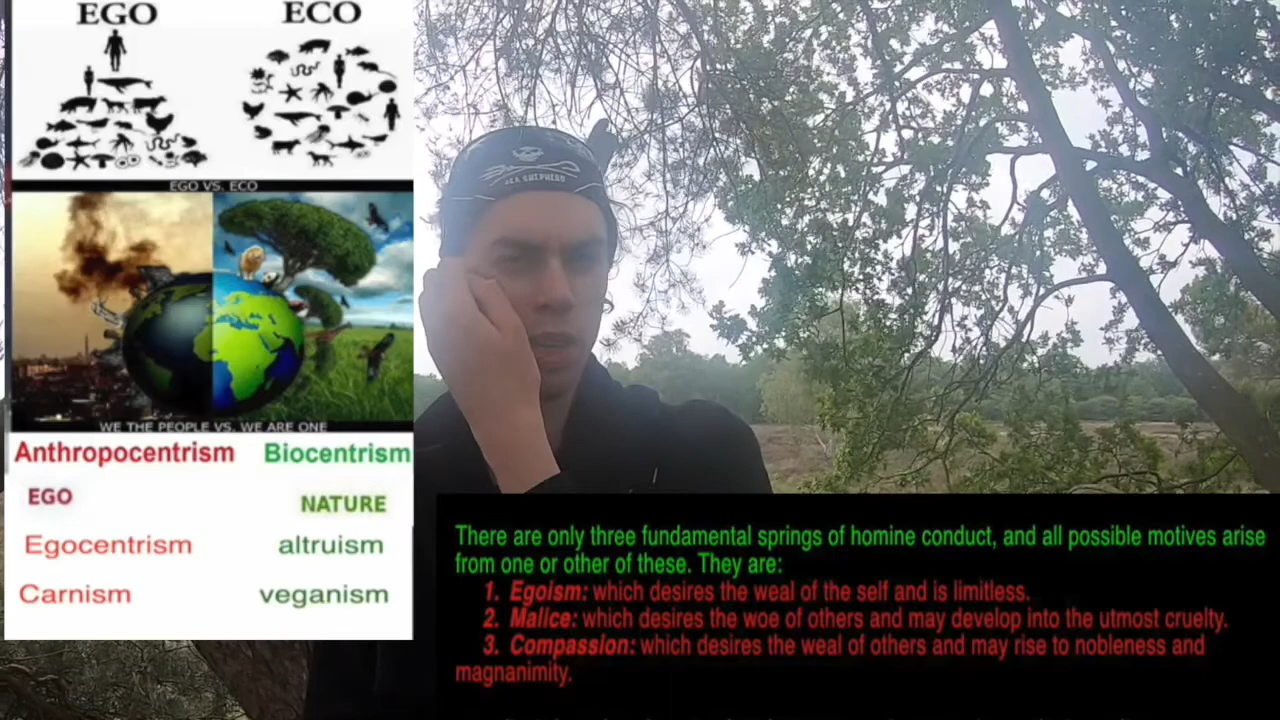 EGO ECO
EGO VS. ECO
WE THE PEOPLE VS. WE ARE ONE
Anthropocentrism Biocentrism
EGO NATURE
Egocentrism altruism
Carnism veganism
SEA SHEPHERD
There are only three fundamental springs of homine conduct, and all possible motives arise
from one or other of these. They are:
1. Egoism: which desires the weal of the self and is limitless.
2. Malice: which desires the woe of others and may develop into the utmost cruelty.
3. Compassion: which desires the weal of others and may rise to nobleness and
magnanimity.